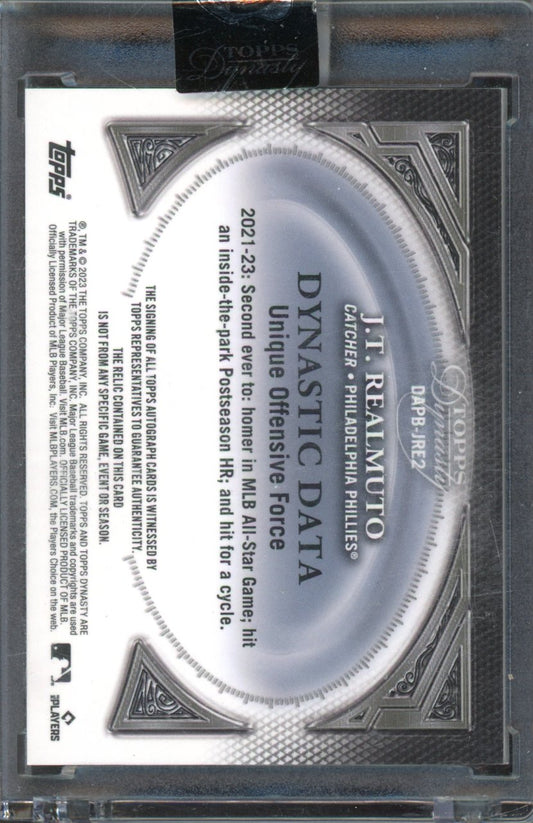 TOPPS
Dynasty
TOPPS
Dynasty
DAPB-JRE2
J.T. REALMUTO
CATCHER • PHILADELPHIA PHILLIES®
DYNASTIC DATA
Unique Offensive Force
2021-23: Second ever to: homer in MLB All-Star Game; hit
an inside-the-park Postseason HR; and hit for a cycle.
THE SIGNING OF ALL TOPPS AUTOGRAPH CARDS IS WITNESSED BY
TOPPS REPRESENTATIVES TO GUARANTEE AUTHENTICITY.
THE RELIC CONTAINED ON THIS CARD
IS NOT FROM ANY SPECIFIC GAME, EVENT OR SEASON.
topps®
®, TM & © 2023 THE TOPPS COMPANY, INC. ALL RIGHTS RESERVED. TOPPS AND TOPPS DYNASTY ARE
TRADEMARKS OF THE TOPPS COMPANY, INC. Major League Baseball trademarks and copyrights are used
with permission of Major League Baseball. Visit MLB.com. OFFICIALLY LICENSED PRODUCT OF MLB.
Officially Licensed Product of MLB Players, Inc. Visit MLBPLAYERS.COM, the Players Choice on the web.
PLAYERS